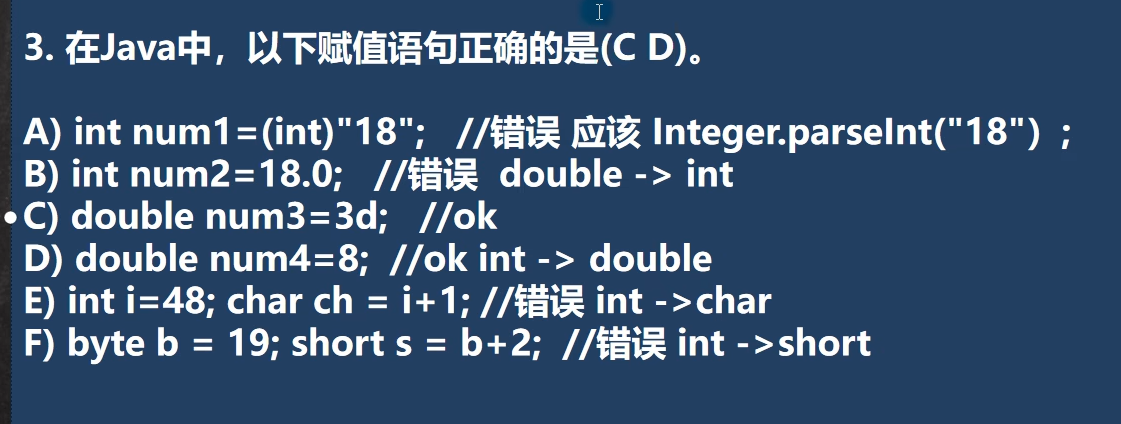 3. 在Java中，以下赋值语句正确的是(C D)。
A) int num1=(int)"18";   //错误 应该 Integer.parseInt("18") ;
B) int num2=18.0;   //错误  double -> int
C) double num3=3d;   //ok
D) double num4=8;  //ok int -> double
E) int i=48; char ch = i+1; //错误 int ->char
F) byte b = 19; short s = b+2;  //错误 int ->short